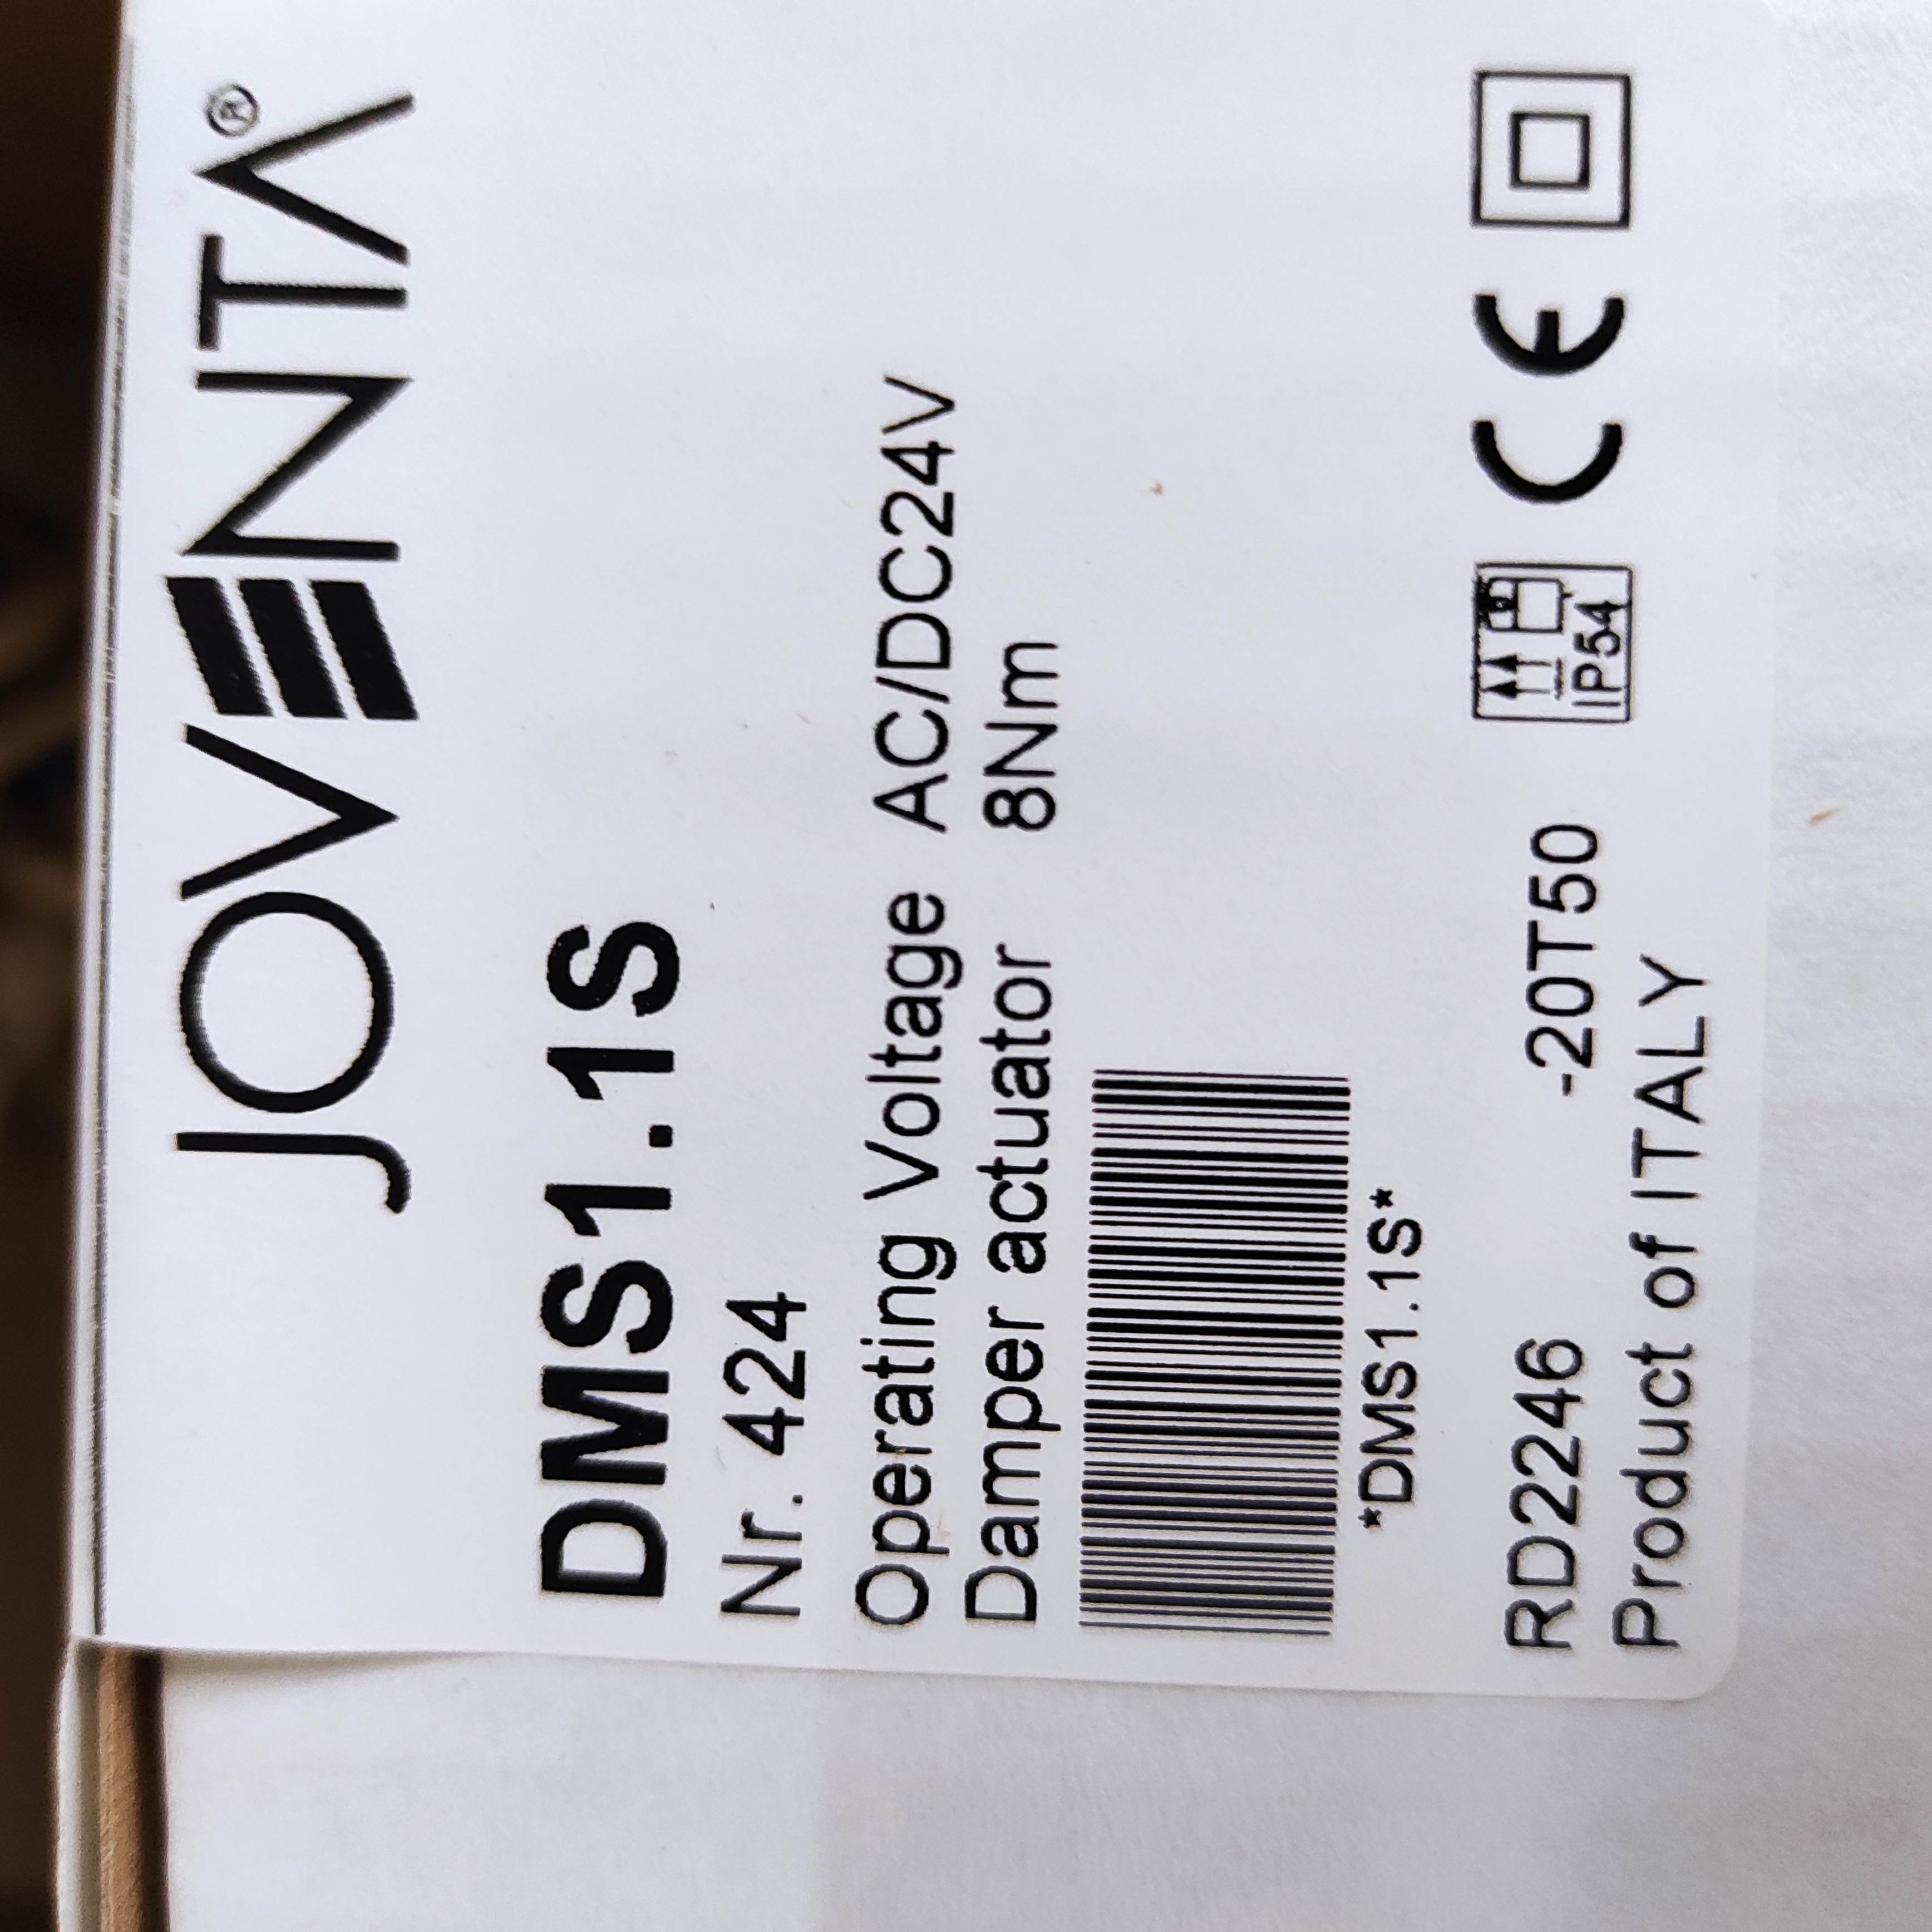 JOVENTA®
DMS1.1S
Nr. 424
Operating Voltage AC/DC24V
Damper actuator 8Nm
*DMS1.1S*
RD2246 -20T50 IP54 CE
Product of ITALY